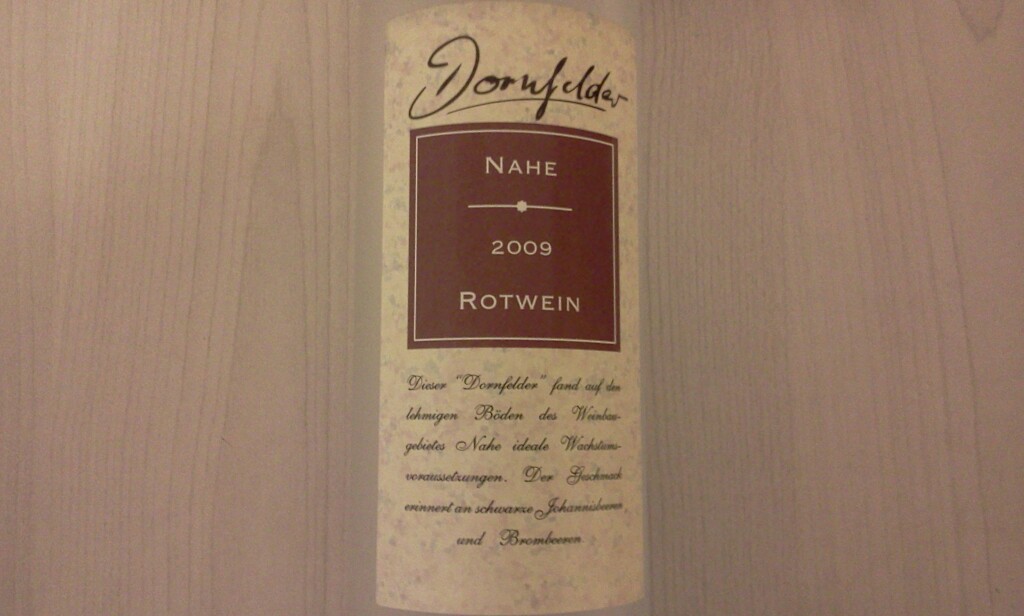 Dornfelder
NAHE
2009
ROTWEIN
Dieser "Dornfelder" fand auf den
lehmigen Böden des Weinbau-
gebietes Nahe ideale Wachstums-
voraussetzungen. Der Geschmack
erinnert an schwarze Johannisbeeren
und Brombeeren